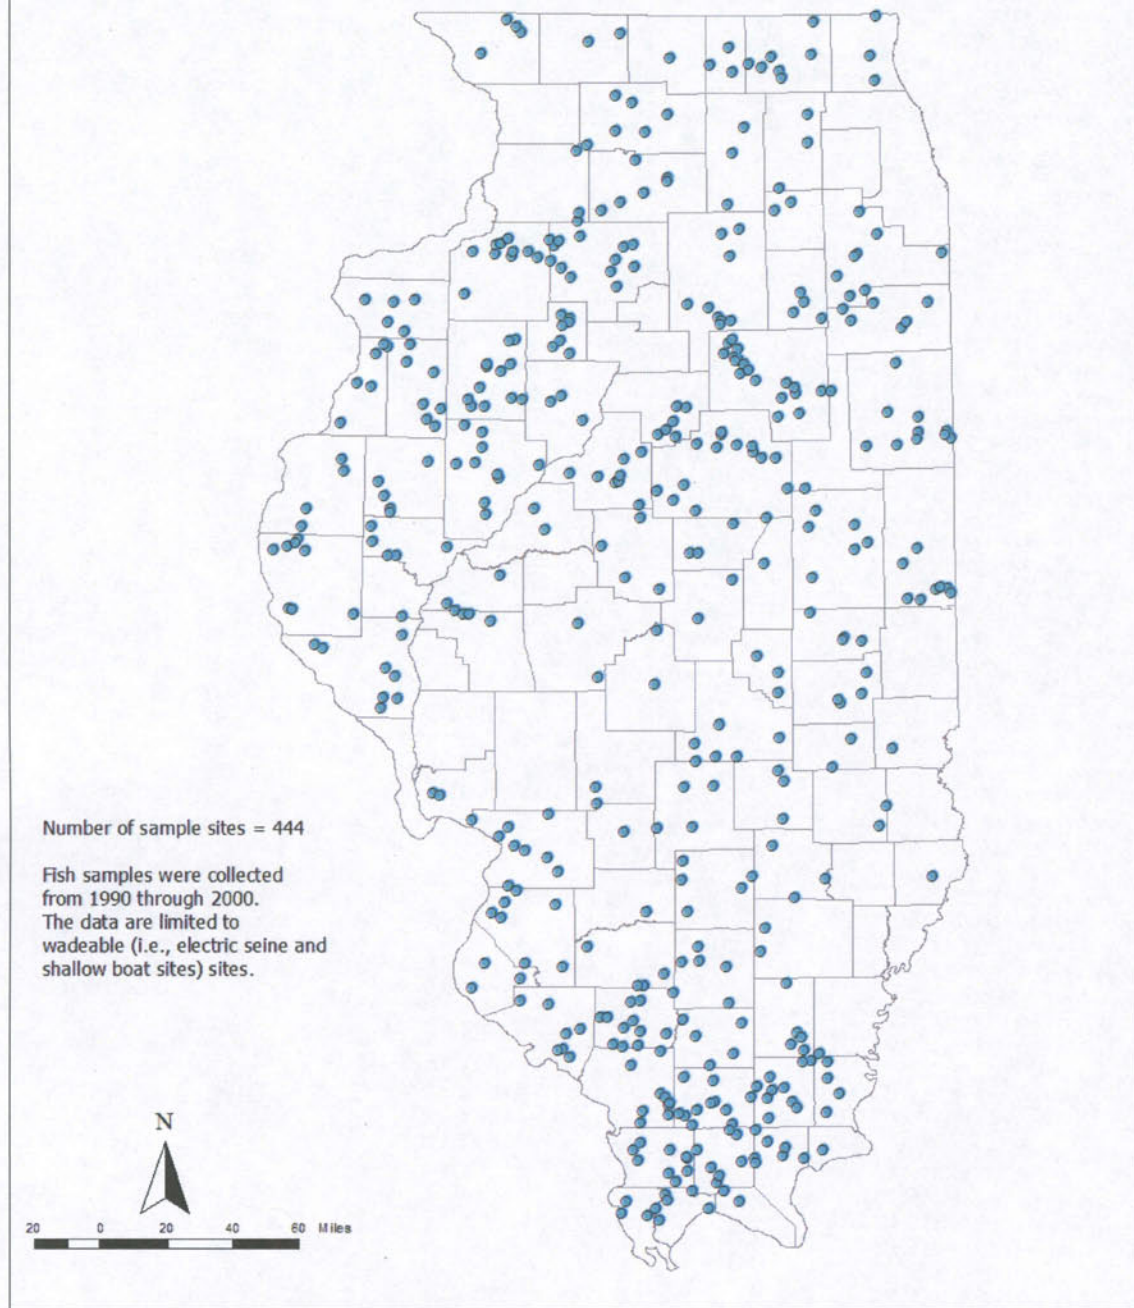 Number of sample sites = 444
Fish samples were collected
from 1990 through 2000.
The data are limited to
wadeable (i.e., electric seine and
shallow boat sites) sites.
N
20 0 20 40 60 Miles